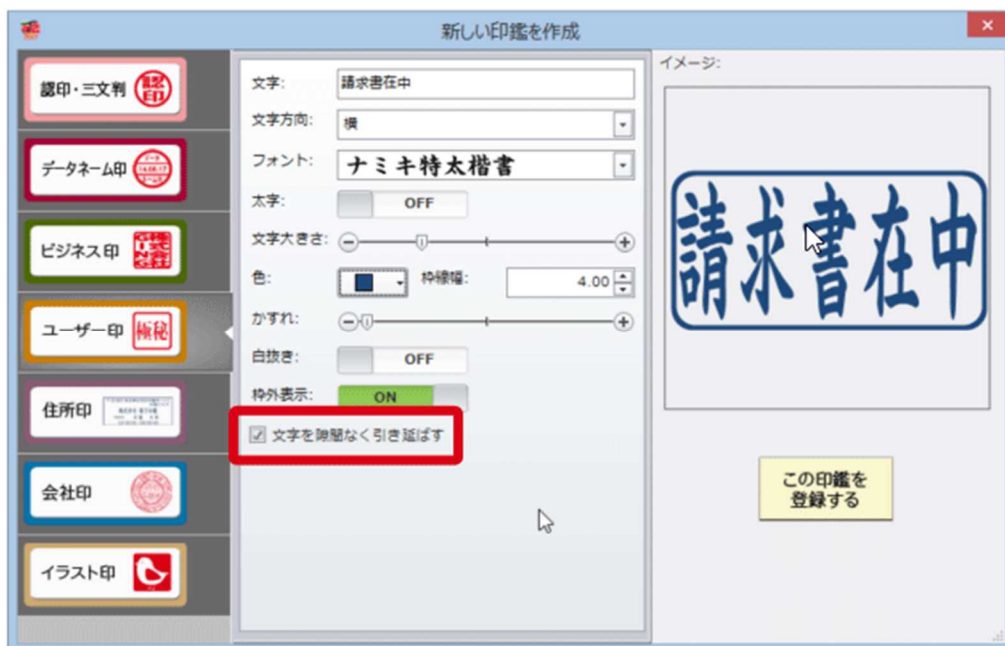 新しい印鑑を作成
認印・三文判
認印
データネーム印
ビジネス印
ユーザー印
極秘
住所印
会社印
イラスト印
文字: 請求書在中
文字方向: 横
フォント: ナミキ特太楷書
太字: OFF
文字大きさ:
色: 枠線幅: 4.00
かすれ:
白抜き: OFF
枠外表示: ON
文字を隙間なく引き延ばす
イメージ:
請求書在中
この印鑑を
登録する